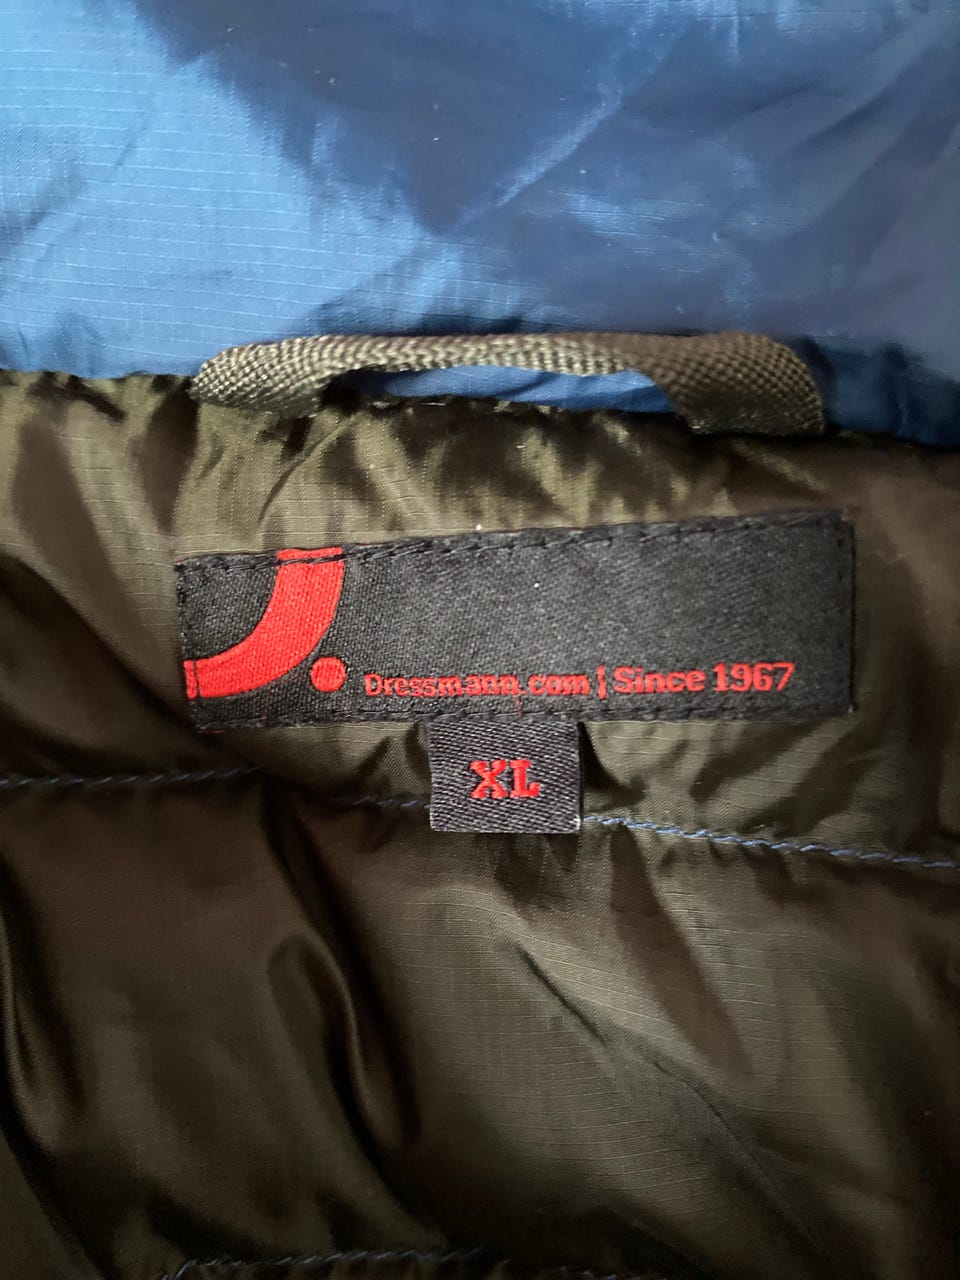 Dressmann.com | Since 1967
XL